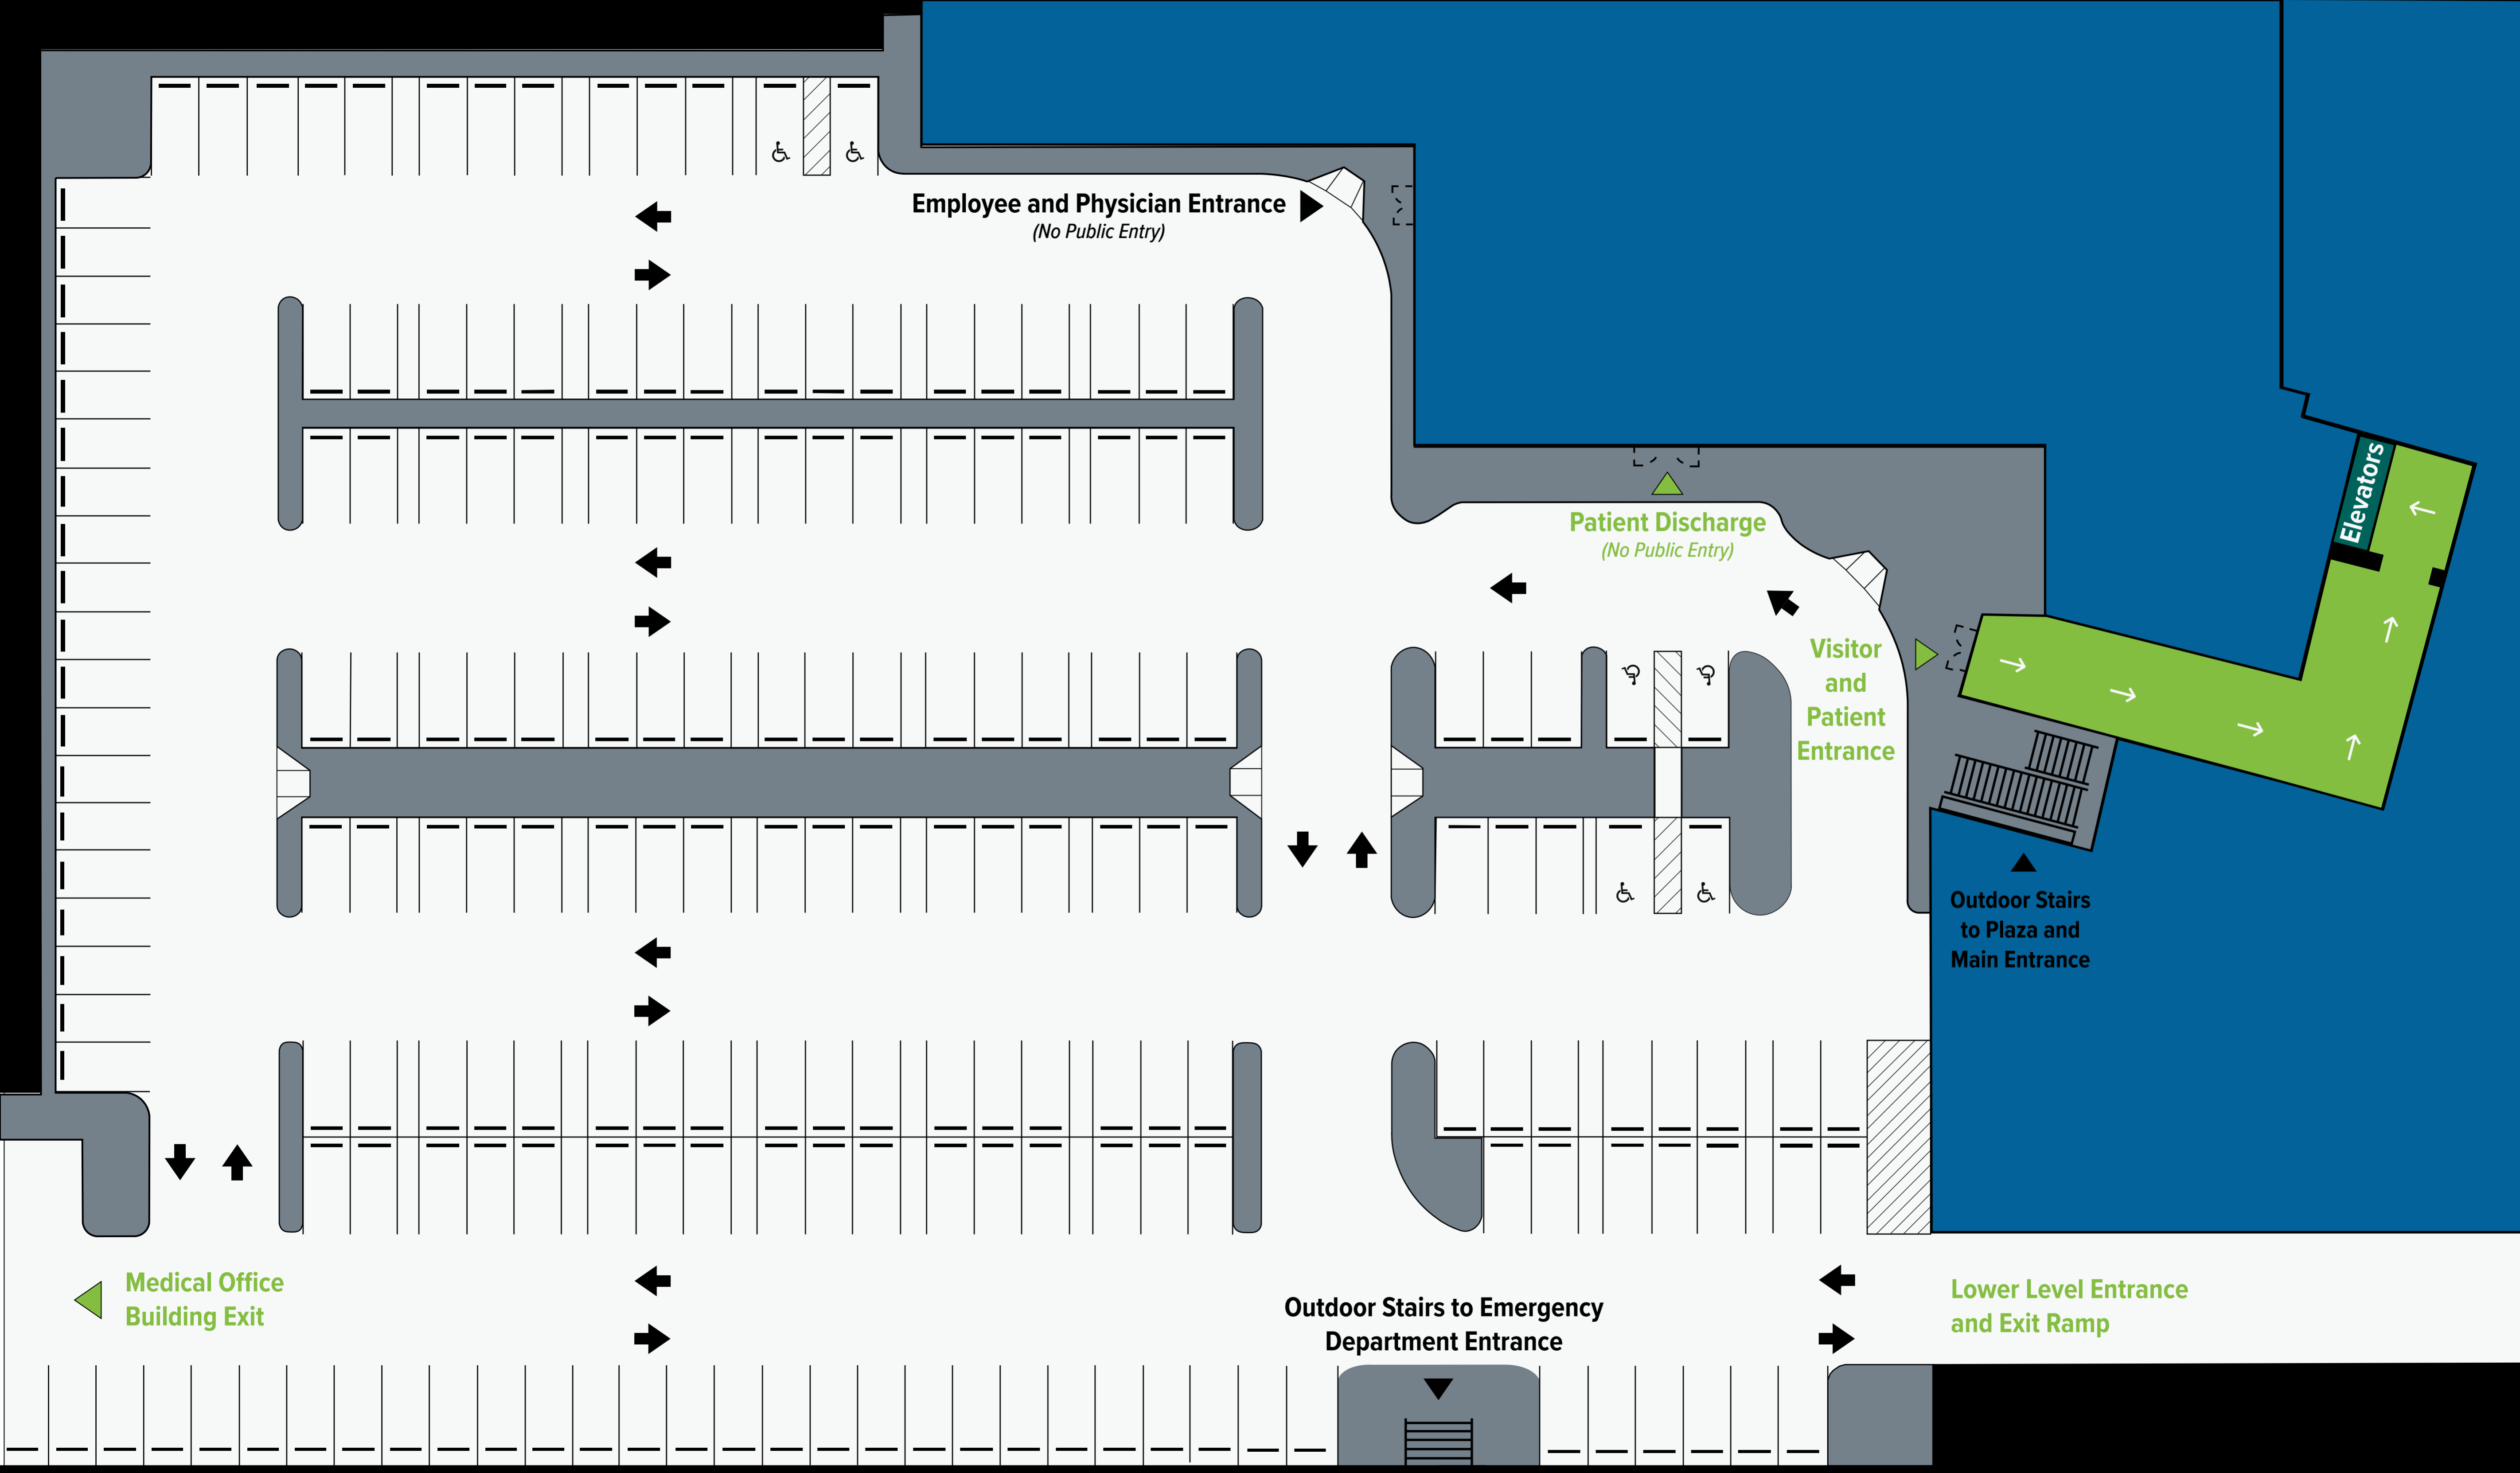 Employee and Physician Entrance
(No Public Entry)
Elevators
Patient Discharge
(No Public Entry)
Visitor
and
Patient
Entrance
Outdoor Stairs
to Plaza and
Main Entrance
Medical Office
Building Exit
Outdoor Stairs to Emergency
Department Entrance
Lower Level Entrance
and Exit Ramp